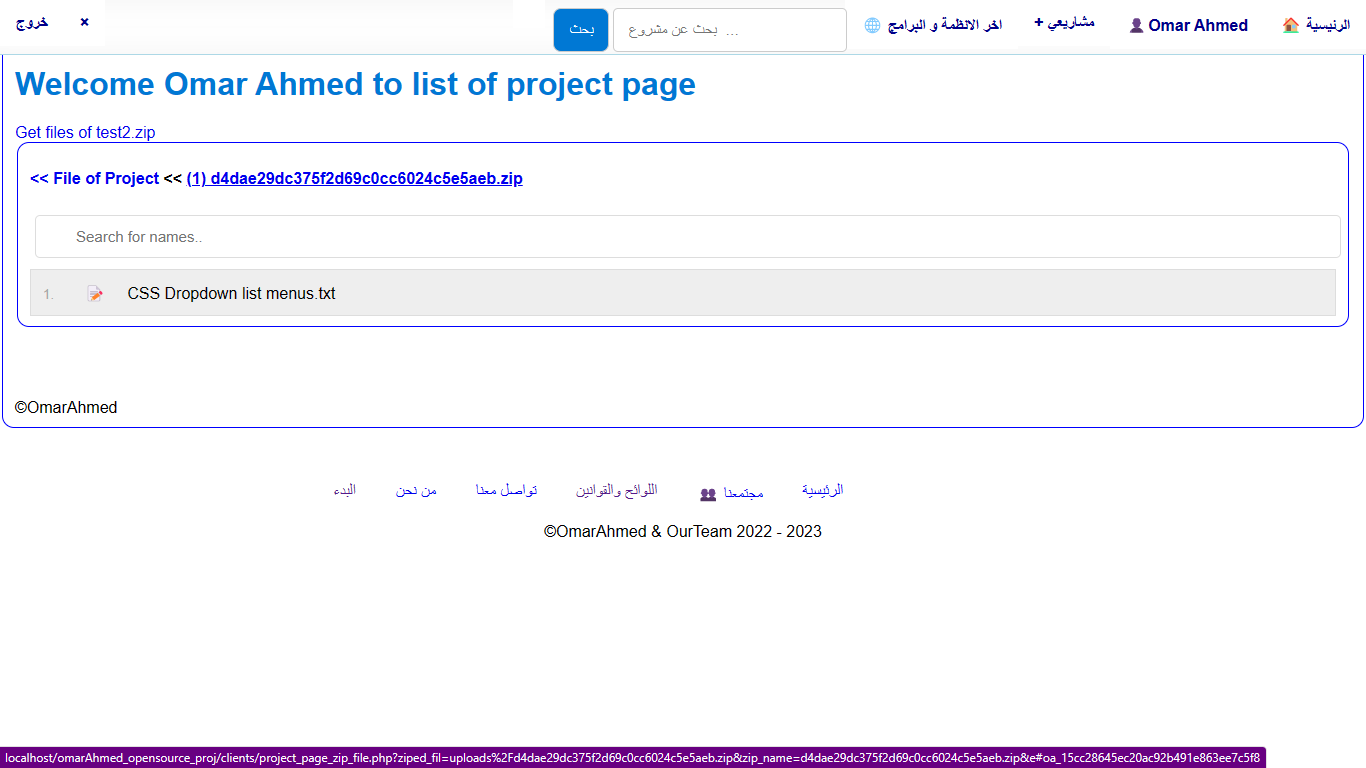 الرئيسية
Omar Ahmed
مشاريعي +
اخر الانظمة و البرامج
بحث عن مشروع ...
بحث
×
خروج
Welcome Omar Ahmed to list of project page
Get files of test2.zip
<< File of Project << (1) d4dae29dc375f2d69c0cc6024c5e5aeb.zip
Search for names..
1. CSS Dropdown list menus.txt
©OmarAhmed
الرئيسية مجتمعنا اللوائح والقوانين تواصل معنا من نحن البدء
©OmarAhmed & OurTeam 2022 - 2023
localhost/omarAhmed_opensource_proj/clients/project_page_zip_file.php?ziped_fil=uploads%2Fd4dae29dc375f2d69c0cc6024c5e5aeb.zip&zip_name=d4dae29dc375f2d69c0cc6024c5e5aeb.zip&e#oa_15cc28645ec20ac92b491e863ee7c5f8